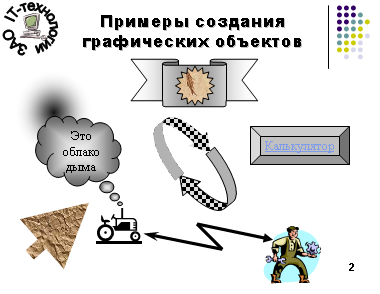 ЗАО IT-технологии
Примеры создания
графических объектов
Это
облако
дыма
Калькулятор
2